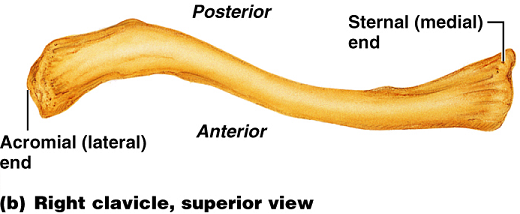 Posterior
Sternal (medial)
end
Anterior
Acromial (lateral)
end
(b) Right clavicle, superior view